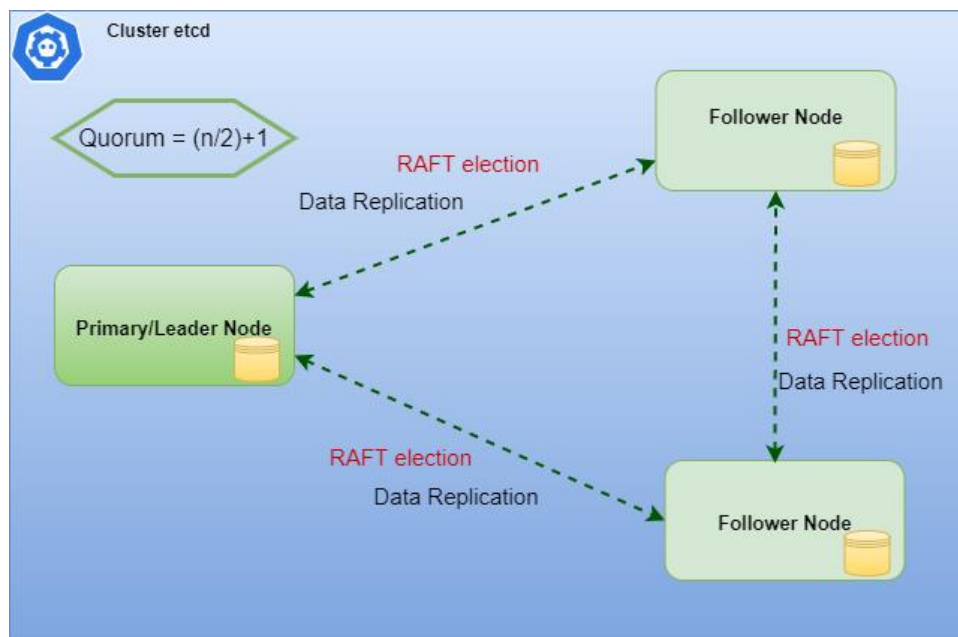 Cluster etcd
Quorum = (n/2)+1
Follower Node
RAFT election
Data Replication
Primary/Leader Node
RAFT election
Data Replication
RAFT election
Data Replication
Follower Node